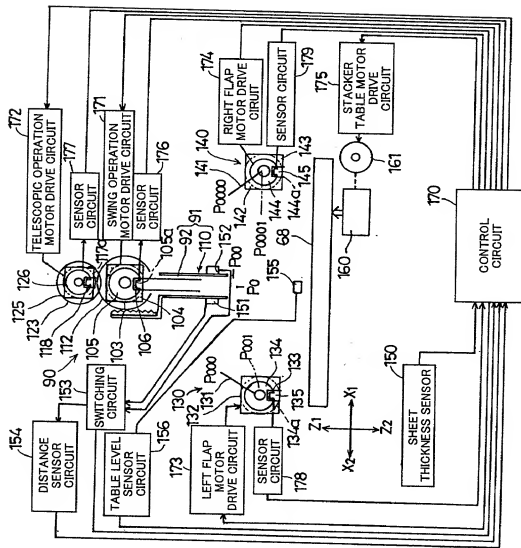 172
TELESCOPIC OPERATION
MOTOR DRIVE CIRCUIT
177
SENSOR
CIRCUIT
171
SWING OPERATION
MOTOR DRIVE CIRCUIT
176
SENSOR
CIRCUIT
174
RIGHT FLAP
MOTOR DRIVE
CIRCUIT
179
SENSOR CIRCUIT
175
STACKER
TABLE MOTOR
DRIVE CIRCUIT
126
125
123
118
112
117a
105
103
106
105a
104
90
92
91
110
152
P00
P0
151
155
140
141
P0000
142
143
145
144
144a
P0001
161
160
68
170
CONTROL
CIRCUIT
153
SWITCHING
CIRCUIT
154
DISTANCE
SENSOR
CIRCUIT
156
TABLE LEVEL
SENSOR
CIRCUIT
130
131
132
P000
P001
134
133
135
134a
173
LEFT FLAP
MOTOR
DRIVE CIRCUIT
SENSOR
CIRCUIT
178
Z1
Z2
X1
X2
150
SHEET
THICKNESS SENSOR